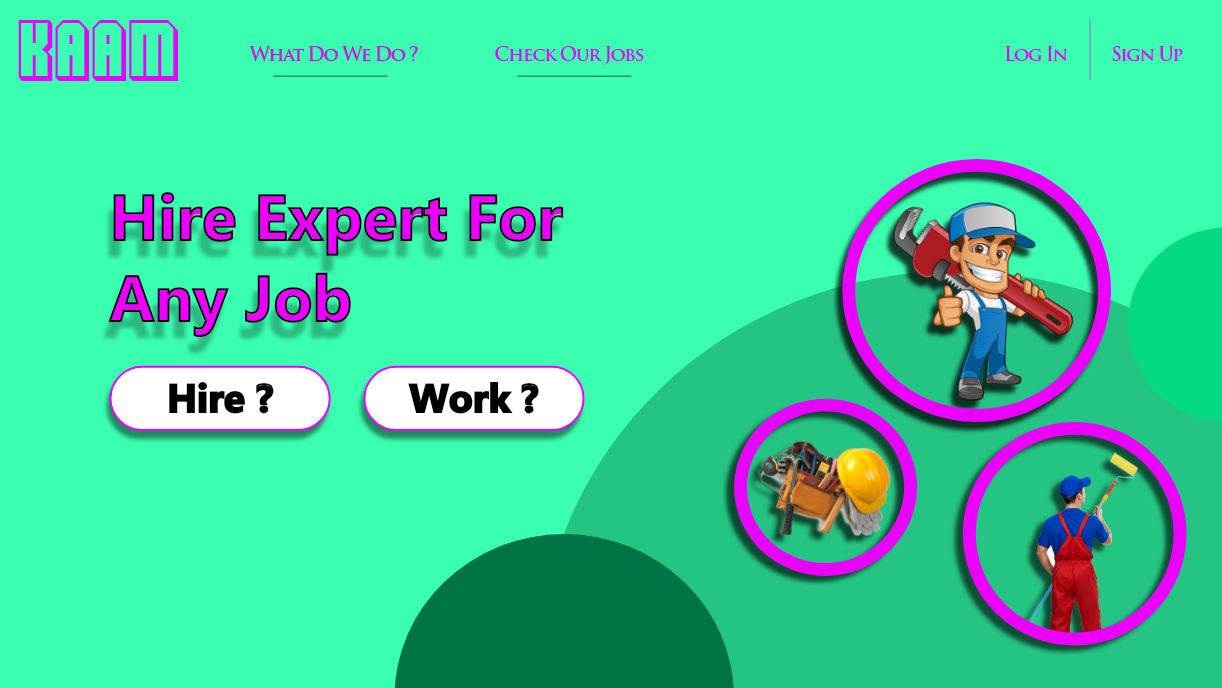 KAAM
What Do We Do ?
Check Our Jobs
Log In
Sign Up
Hire Expert For
Any Job
Hire ?
Work ?